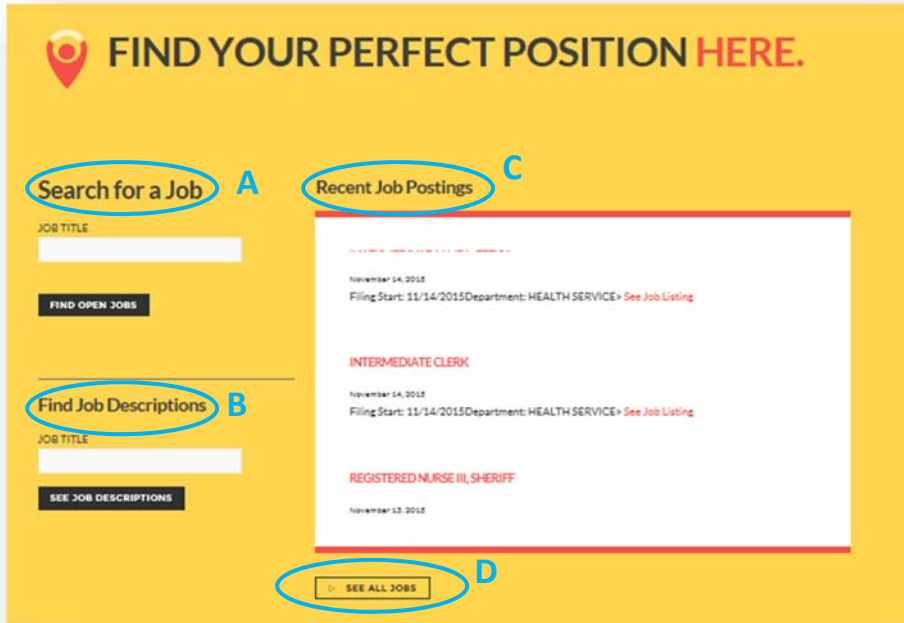 FIND YOUR PERFECT POSITION HERE.
Search for a Job
A
JOB TITLE
FIND OPEN JOBS
Find Job Descriptions
B
JOB TITLE
SEE JOB DESCRIPTIONS
Recent Job Postings
C
November 14, 2015
Filing Start: 11/14/2015Department: HEALTH SERVICE» See Job Listing
INTERMEDIATE CLERK
November 14, 2015
Filing Start: 11/14/2015Department: HEALTH SERVICE» See Job Listing
REGISTERED NURSE III, SHERIFF
November 13, 2015
SEE ALL JOBS
D